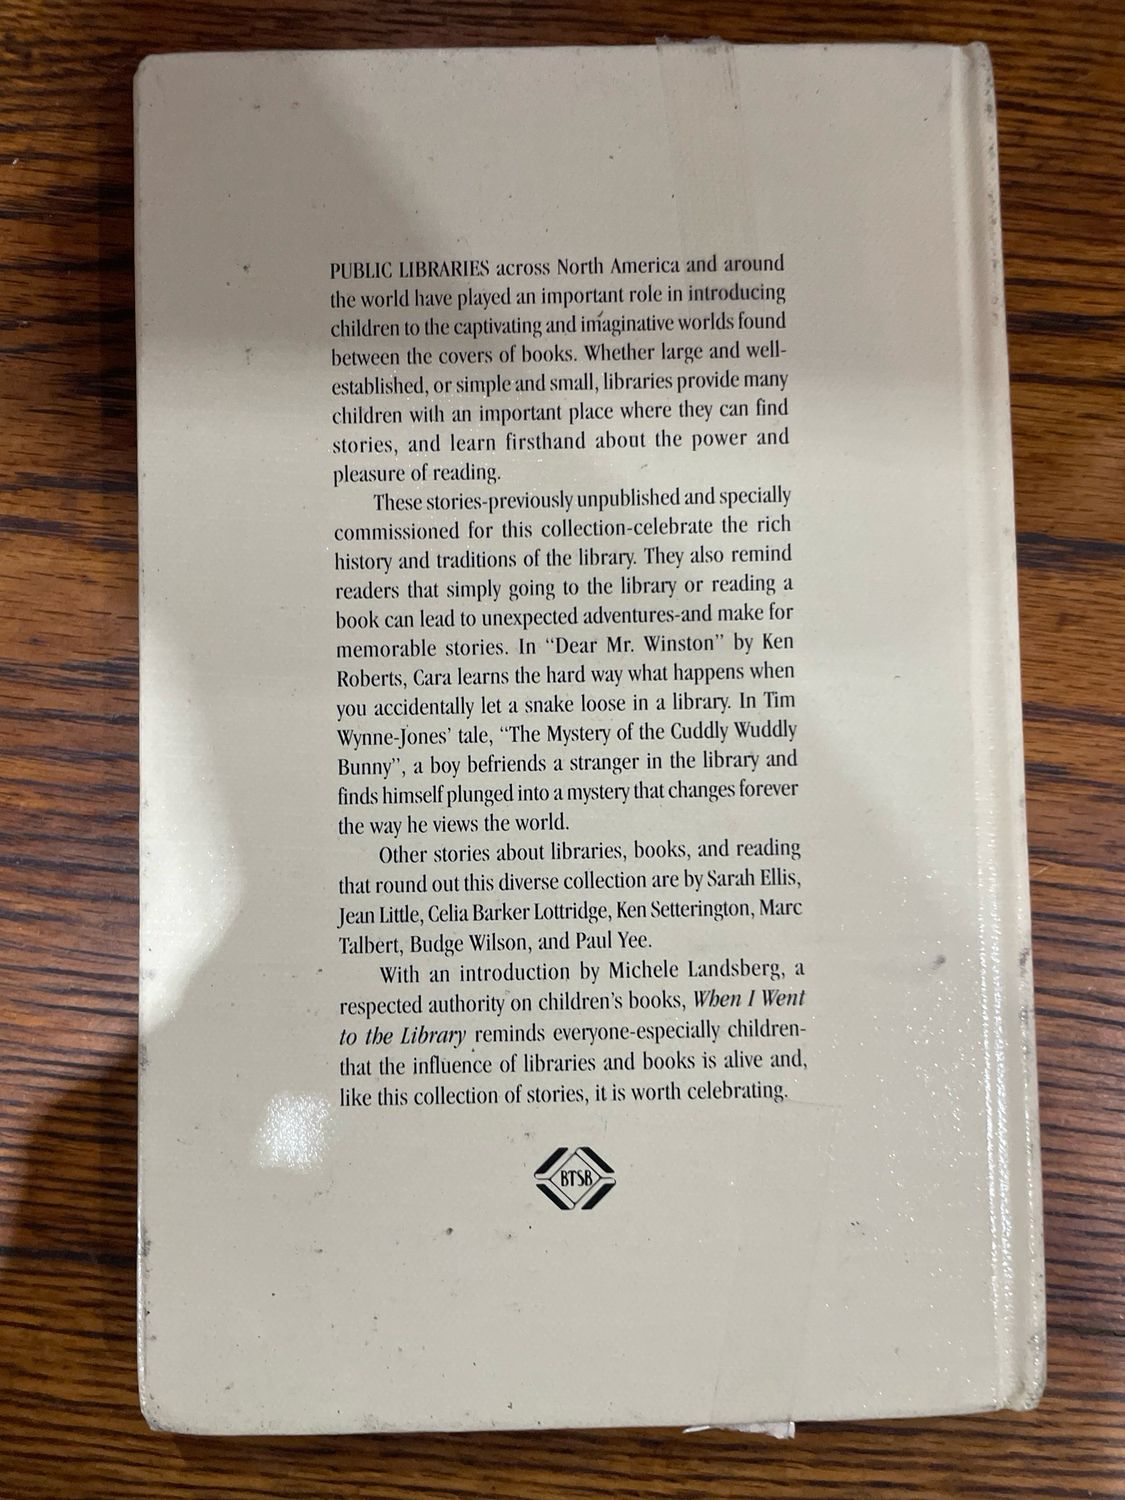 PUBLIC LIBRARIES across North America and around
the world have played an important role in introducing
children to the captivating and imaginative worlds found
between the covers of books. Whether large and well-
established, or simple and small, libraries provide many
children with an important place where they can find
stories, and learn firsthand about the power and
pleasure of reading.
These stories-previously unpublished and specially
commissioned for this collection-celebrate the rich
history and traditions of the library. They also remind
readers that simply going to the library or reading a
book can lead to unexpected adventures-and make for
memorable stories. In “Dear Mr. Winston” by Ken
Roberts, Cara learns the hard way what happens when
you accidentally let a snake loose in a library. In Tim
Wynne-Jones’ tale, “The Mystery of the Cuddly Wuddly
Bunny”, a boy befriends a stranger in the library and
finds himself plunged into a mystery that changes forever
the way he views the world.
Other stories about libraries, books, and reading
that round out this diverse collection are by Sarah Ellis,
Jean Little, Celia Barker Lottridge, Ken Setterington, Marc
Talbert, Budge Wilson, and Paul Yee.
With an introduction by Michele Landsberg, a
respected authority on children’s books, When I Went
to the Library reminds everyone-especially children-
that the influence of libraries and books is alive and,
like this collection of stories, it is worth celebrating.
BTSB